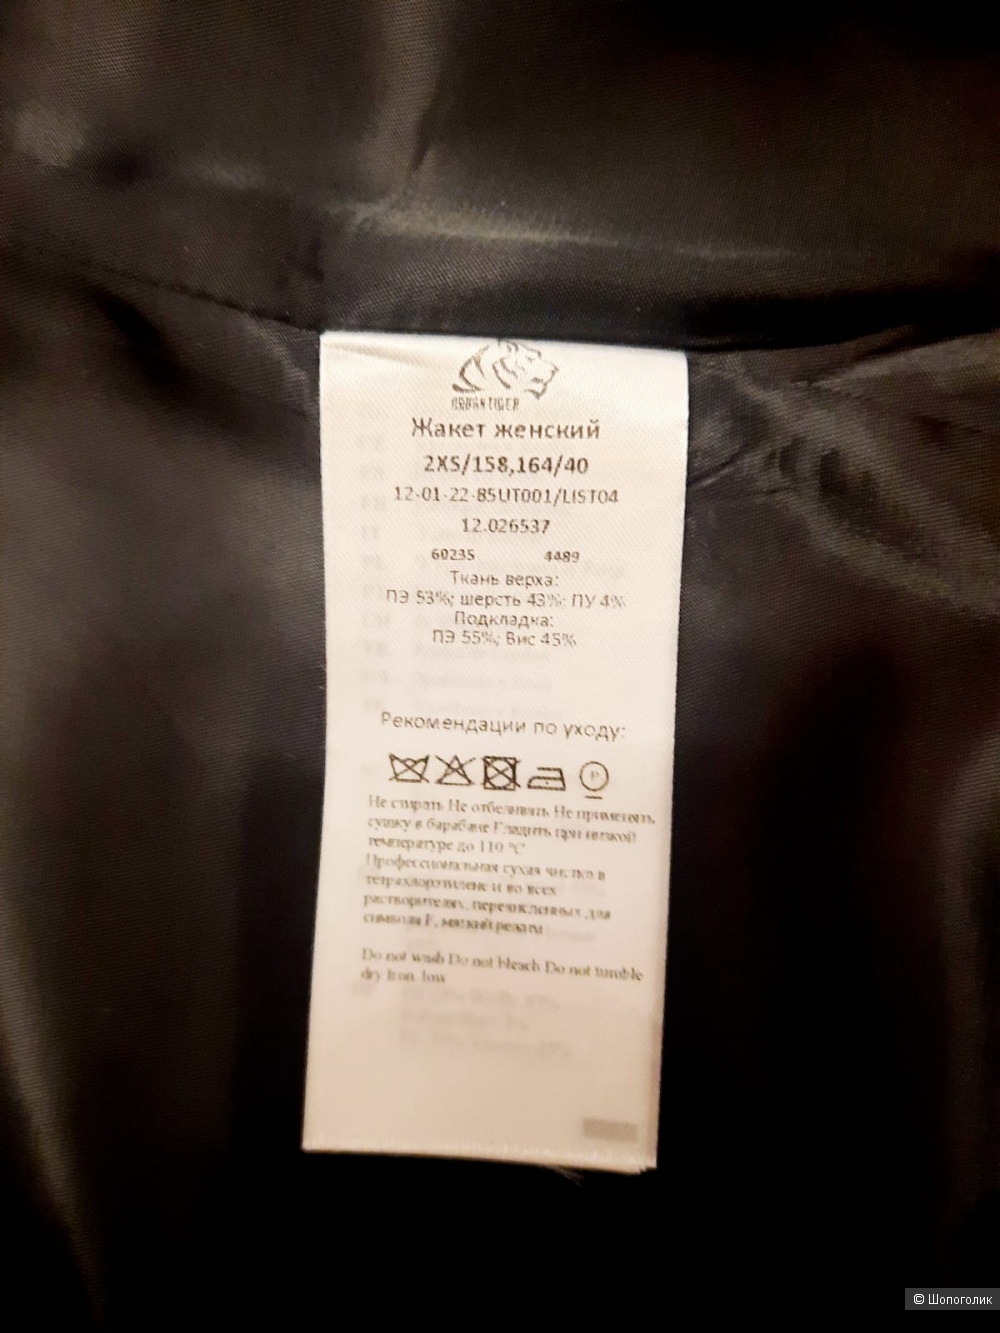 URBAN TIGER
Жакет женский
2XS/158,164/40
12-01-22-85UT001/LIST04
12.026537
60235 4489
Ткань верха:
ПЭ 53%; шерсть 43%; ПУ 4%
Подкладка:
ПЭ 55%; Вис 45%
Рекомендации по уходу:
P
Не стирать Не отбеливать Не применять
сушку в барабане Гладить при низкой
температуре до 110 °C
Профессиональная сухая чистка в
тетрахлорэтилене и во всех
растворителях, перечисленных для
символа F, мягкий режим
Do not wash Do not bleach Do not tumble
dry Iron low
© Шопоголик